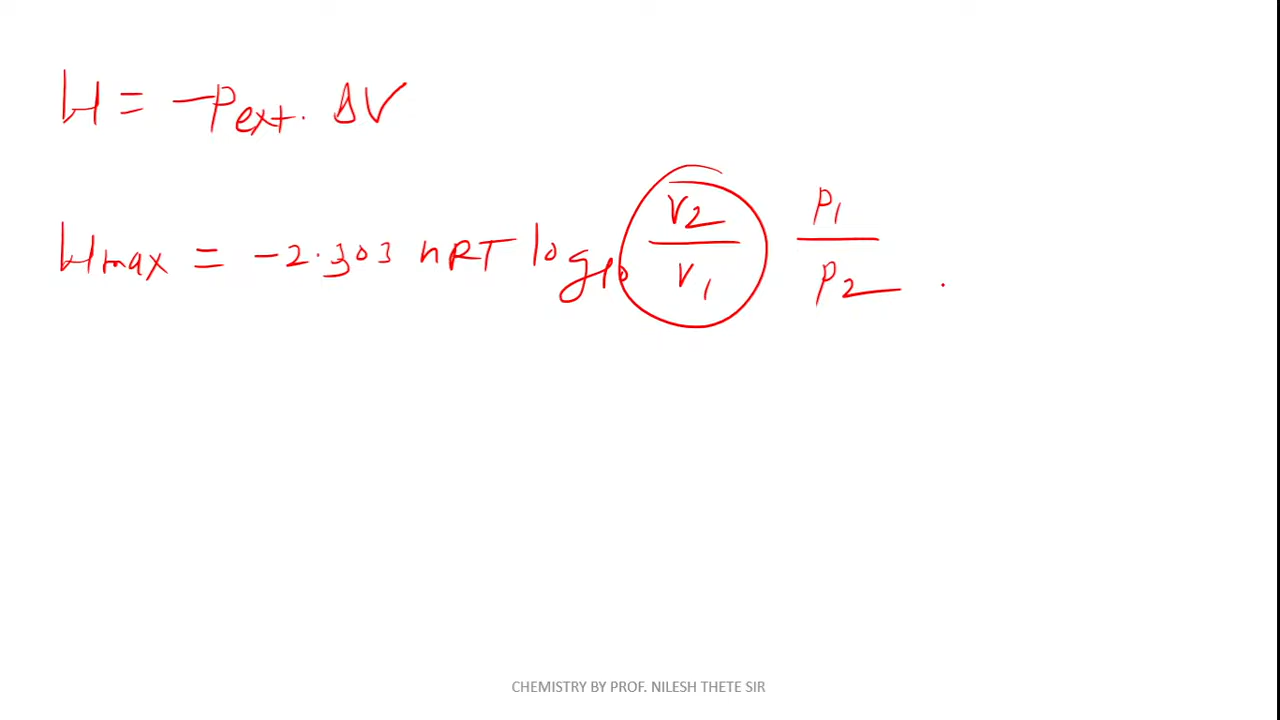 W = -Pext. ΔV
Wmax = -2.303 nRT log10 V2/V1 P1/P2 .
CHEMISTRY BY PROF. NILESH THETE SIR